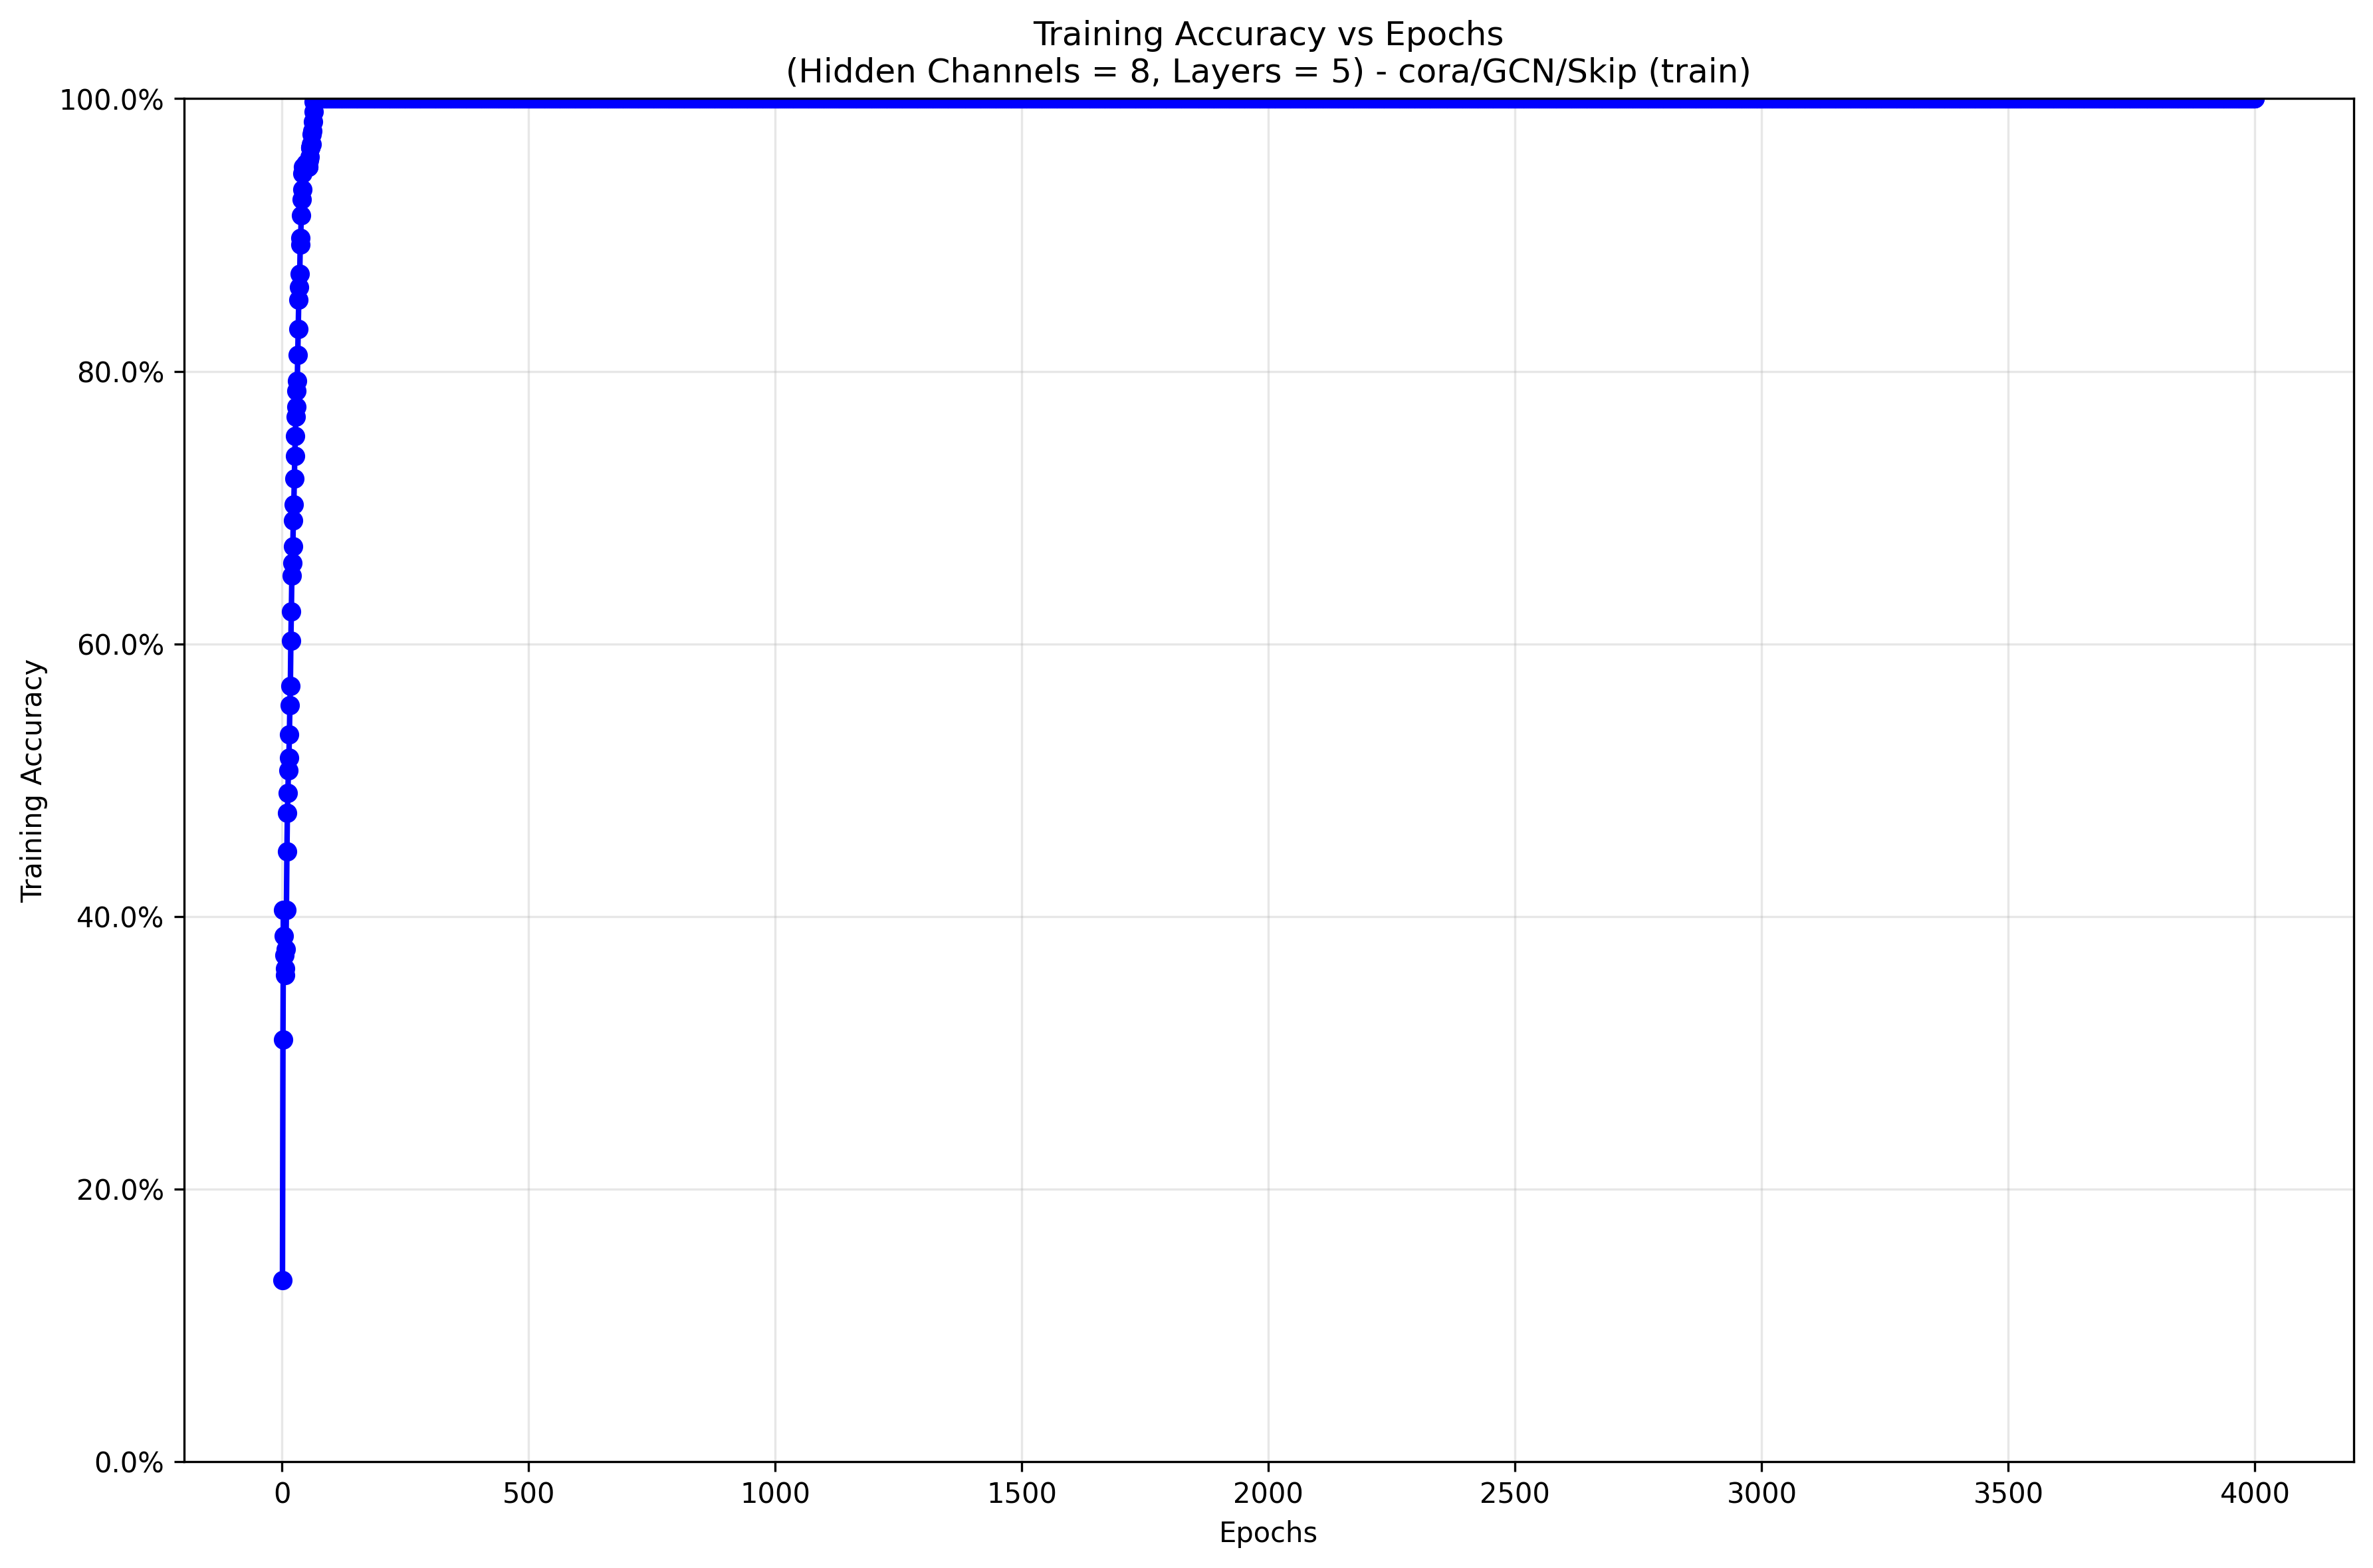 Training Accuracy vs Epochs
(Hidden Channels = 8, Layers = 5) - cora/GCN/Skip (train)
100.0%
80.0%
60.0%
40.0%
20.0%
0.0%
Training Accuracy
0 500 1000 1500 2000 2500 3000 3500 4000
Epochs